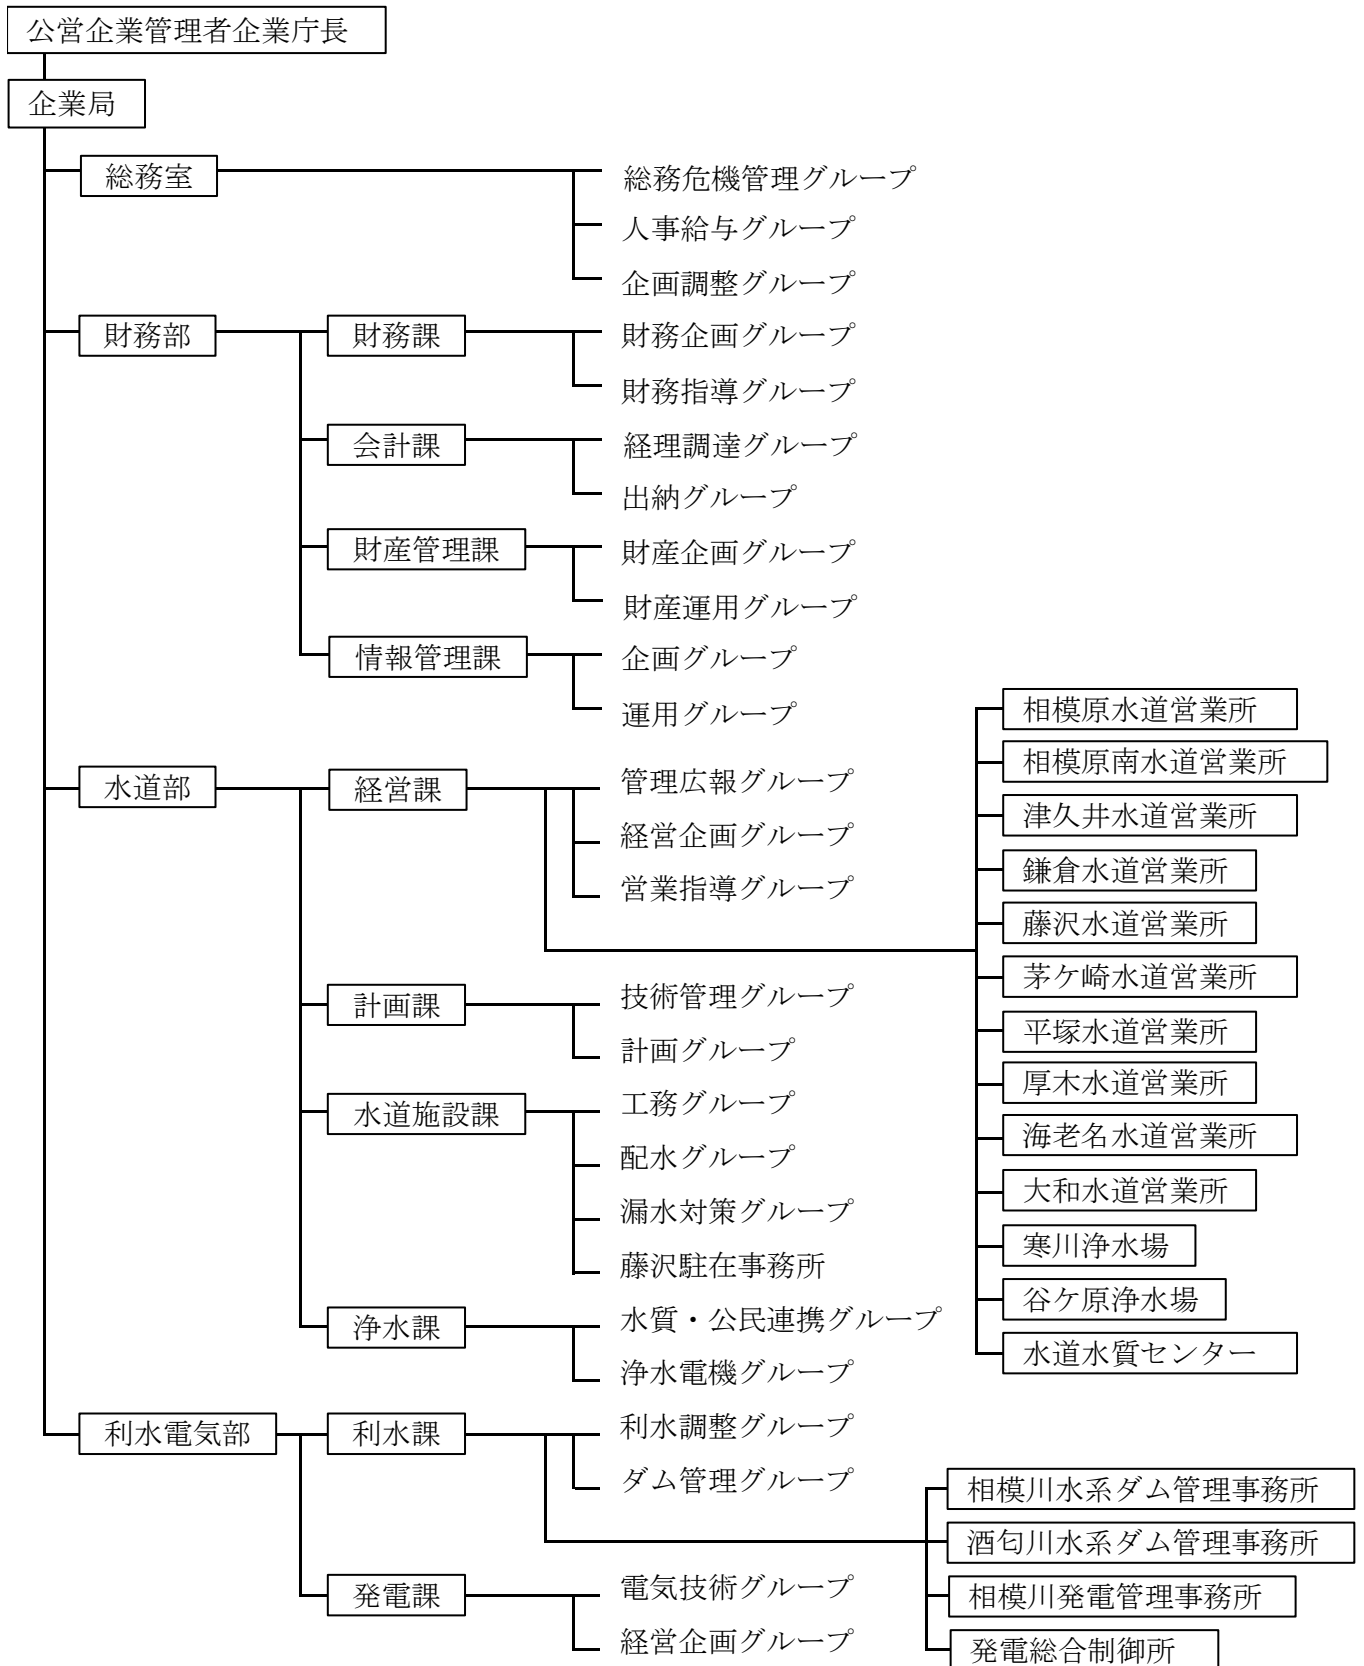 公営企業管理者企業庁長
企業局
総務室
総務危機管理グループ
人事給与グループ
企画調整グループ
財務部
財務課
財務企画グループ
財務指導グループ
会計課
経理調達グループ
出納グループ
財産管理課
財産企画グループ
財産運用グループ
情報管理課
企画グループ
運用グループ
水道部
経営課
管理広報グループ
経営企画グループ
営業指導グループ
相模原水道営業所
相模原南水道営業所
津久井水道営業所
鎌倉水道営業所
藤沢水道営業所
茅ケ崎水道営業所
平塚水道営業所
厚木水道営業所
海老名水道営業所
大和水道営業所
寒川浄水場
谷ケ原浄水場
水道水質センター
計画課
技術管理グループ
計画グループ
水道施設課
工務グループ
配水グループ
漏水対策グループ
藤沢駐在事務所
浄水課
水質・公民連携グループ
浄水電機グループ
利水電気部
利水課
利水調整グループ
ダム管理グループ
相模川水系ダム管理事務所
酒匂川水系ダム管理事務所
相模川発電管理事務所
発電総合制御所
発電課
電気技術グループ
経営企画グループ